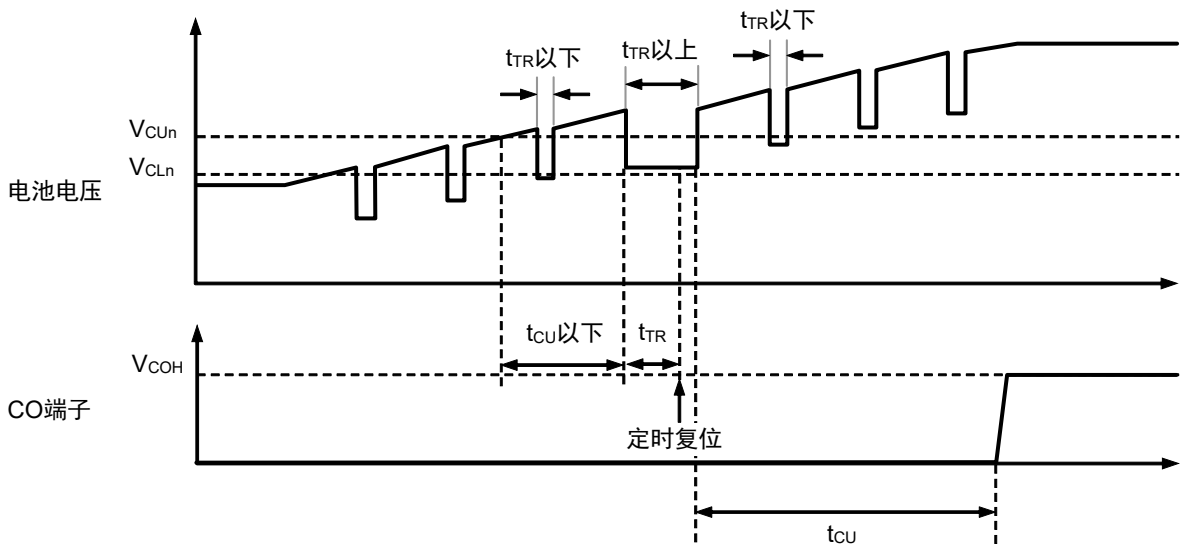 tTR以下
tTR以下
tTR以上
VCUn
VCLn
电池电压
tCU以下
tTR
VCOH
CO端子
定时复位
tCU